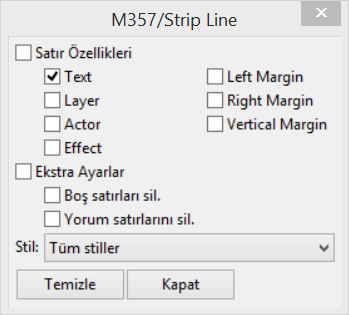 M357/Strip Line
Satır Özellikleri
Text
Left Margin
Layer
Right Margin
Actor
Vertical Margin
Effect
Ekstra Ayarlar
Boş satırları sil.
Yorum satırlarını sil.
Stil: Tüm stiller
Temizle Kapat